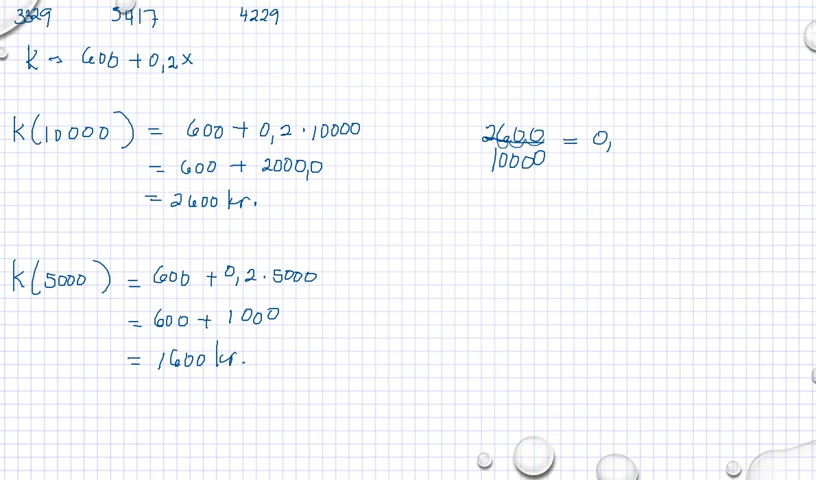 3329 5417 4229
K → 600 + 0,2x
K(10000) = 600 + 0,2 · 10000
= 600 + 2000,0
= 2600 kr.
2600/10000 = 0,
K(5000) = 600 + 0,2 · 5000
= 600 + 1000
= 1600 kr.